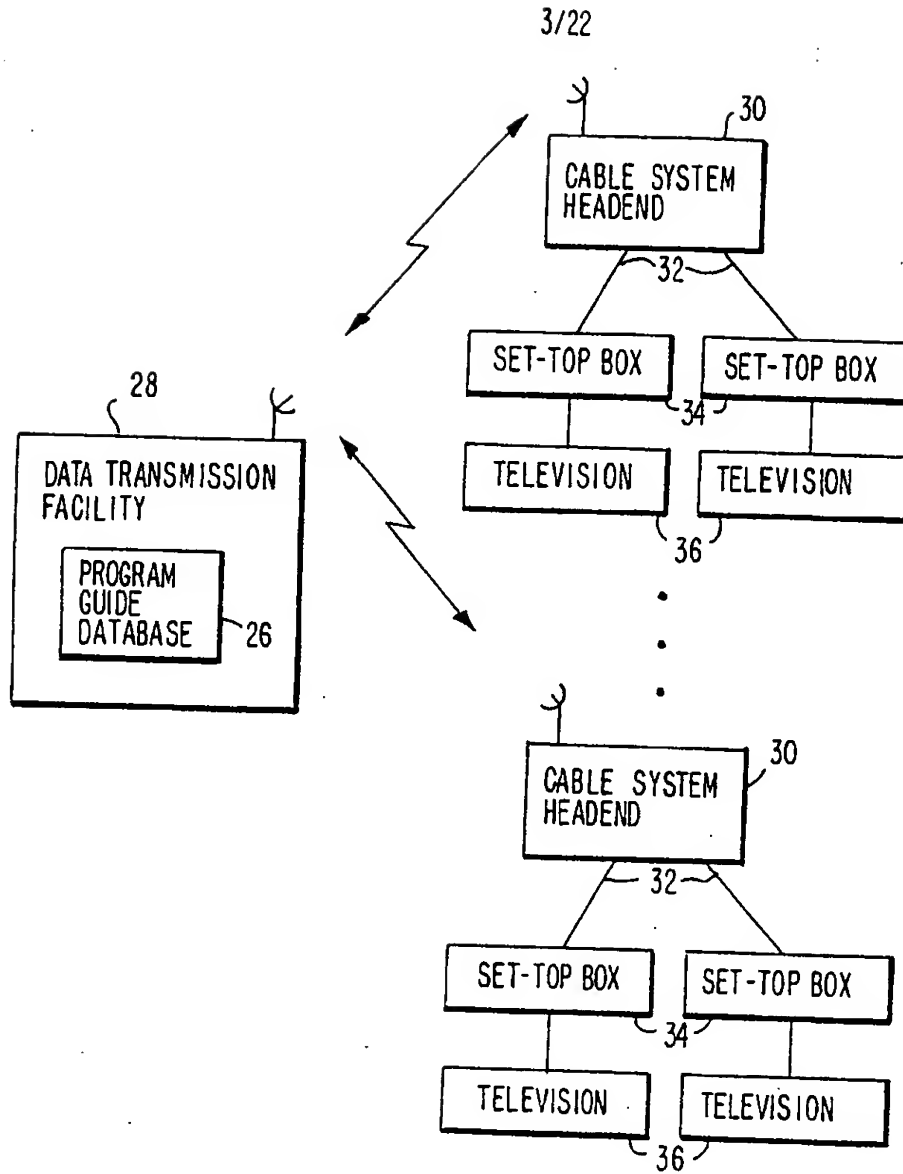 3/22
30
CABLE SYSTEM
HEADEND
32
SET-TOP BOX
SET-TOP BOX
34
TELEVISION
TELEVISION
36
28
DATA TRANSMISSION
FACILITY
PROGRAM
GUIDE
DATABASE
26
30
CABLE SYSTEM
HEADEND
32
SET-TOP BOX
SET-TOP BOX
34
TELEVISION
TELEVISION
36